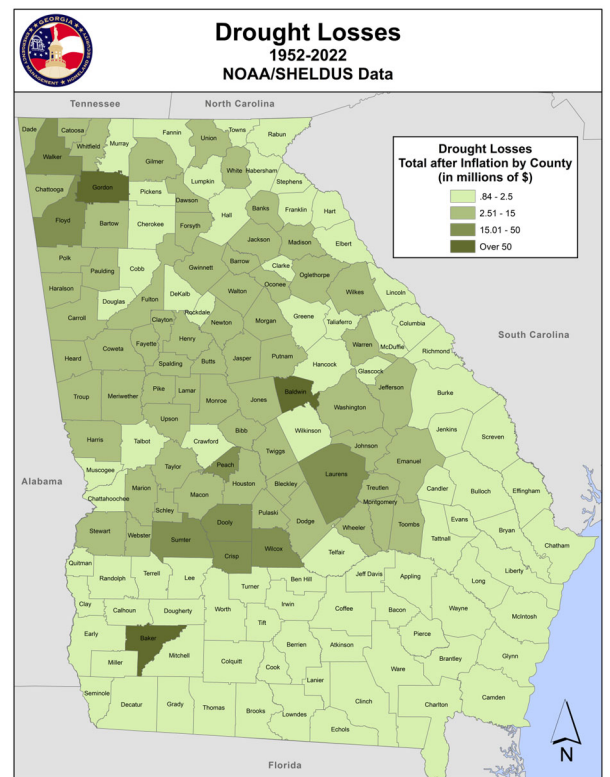 GEORGIA
EMERGENCY MANAGEMENT ★ HOMELAND SECURITY
Drought Losses
1952-2022
NOAA/SHELDUS Data
Tennessee
North Carolina
Drought Losses
Total after Inflation by County
(in millions of $)
.84 - 2.5
2.51 - 15
15.01 - 50
Over 50
Dade Catoosa Fannin Union Towns Rabun
Whitfield Murray
Walker Gilmer White Habersham
Chattooga Gordon Pickens Lumpkin Stephens
Dawson
Floyd Bartow Cherokee Forsyth Hall Banks Franklin Hart
Jackson Madison Elbert
Polk Paulding Cobb Gwinnett Barrow Clarke Oglethorpe
Haralson Douglas Fulton DeKalb Walton Oconee Wilkes Lincoln
Rockdale
Carroll Clayton Newton Morgan Greene Taliaferro Columbia
McDuffie
South Carolina
Heard Coweta Fayette Henry Spalding Butts Jasper Putnam Hancock Warren Richmond
Glascock
Troup Meriwether Pike Lamar Monroe Jones Baldwin Washington Jefferson Burke
Upson
Harris Talbot Crawford Bibb Wilkinson Johnson Jenkins Screven
Muscogee Taylor Peach Twiggs Laurens Emanuel
Alabama
Chattahoochee Marion Macon Houston Bleckley Treutlen Candler Bulloch Effingham
Schley Pulaski Montgomery
Stewart Webster Sumter Dooly Dodge Wheeler Toombs Evans Bryan
Crisp Wilcox Telfair Tattnall Chatham
Quitman Randolph Terrell Lee Turner Ben Hill Jeff Davis Appling Long Liberty
Clay Calhoun Dougherty Worth Tift Irwin Coffee Bacon Wayne McIntosh
Early Baker Berrien Atkinson Pierce
Miller Mitchell Colquitt Cook Lanier Ware Brantley Glynn
Seminole Decatur Grady Thomas Brooks Lowndes Clinch Charlton Camden
Echols
N
Florida